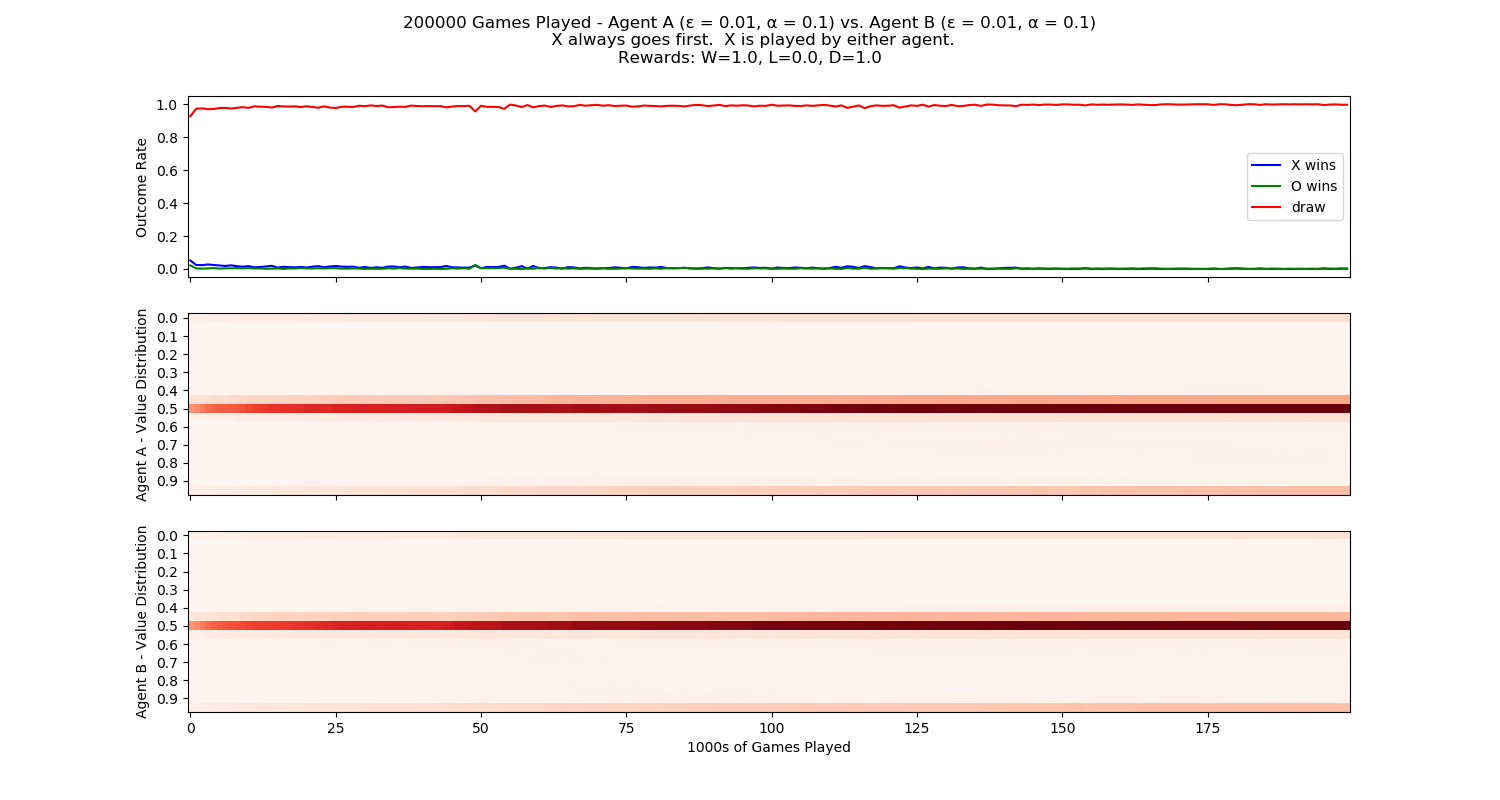 200000 Games Played - Agent A (ε = 0.01, α = 0.1) vs. Agent B (ε = 0.01, α = 0.1)
X always goes first.  X is played by either agent.
Rewards: W=1.0, L=0.0, D=1.0
Outcome Rate
1.0
0.8
0.6
0.4
0.2
0.0
X wins
O wins
draw
Agent A - Value Distribution
0.0
0.1
0.2
0.3
0.4
0.5
0.6
0.7
0.8
0.9
Agent B - Value Distribution
0.0
0.1
0.2
0.3
0.4
0.5
0.6
0.7
0.8
0.9
0 25 50 75 100 125 150 175
1000s of Games Played